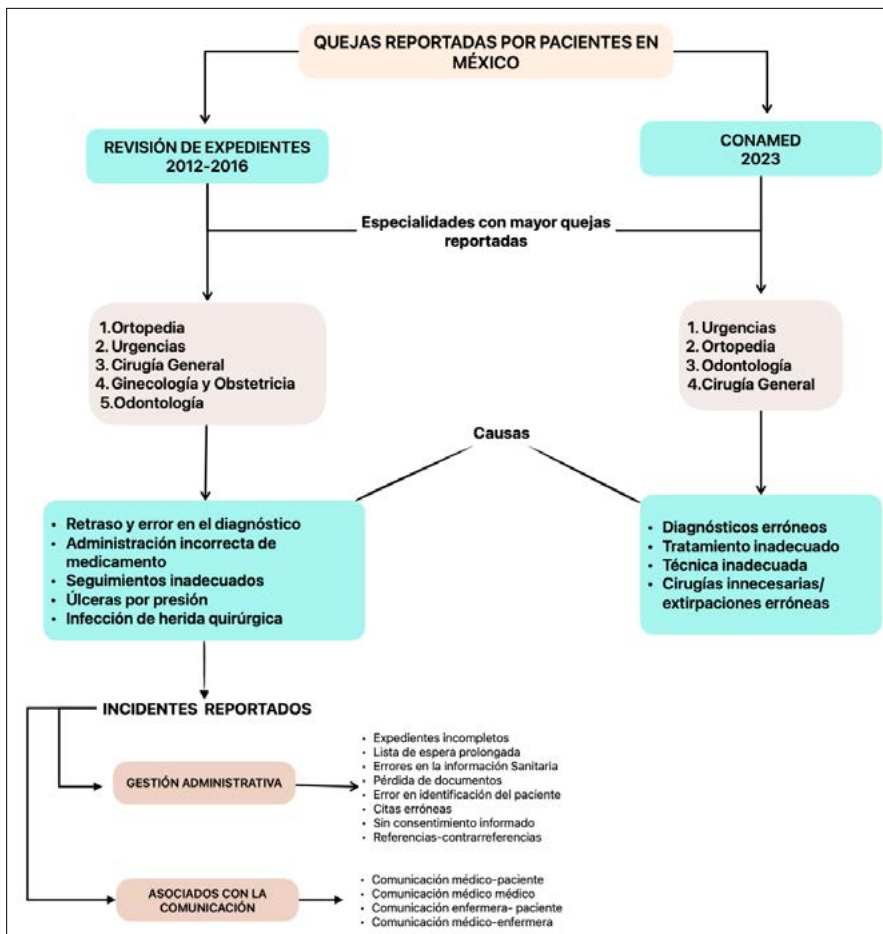 QUEJAS REPORTADAS POR PACIENTES EN
MÉXICO
REVISIÓN DE EXPEDIENTES
2012-2016
CONAMED
2023
Especialidades con mayor quejas
reportadas
1.Ortopedia
2. Urgencias
3. Cirugía General
4. Ginecología y Obstetricia
5.Odontología
1. Urgencias
2. Ortopedia
3. Odontología
4.Cirugía General
Causas
• Retraso y error en el diagnóstico
• Administración incorrecta de
medicamento
• Seguimientos inadecuados
• Úlceras por presión
• Infección de herida quirúrgica
• Diagnósticos erróneos
• Tratamiento inadecuado
• Técnica inadecuada
• Cirugías innecesarias/
extirpaciones erróneas
INCIDENTES REPORTADOS
GESTIÓN ADMINISTRATIVA
• Expedientes incompletos
• Lista de espera prolongada
• Errores en la información Sanitaria
• Pérdida de documentos
• Error en identificación del paciente
• Citas erróneas
• Sin consentimiento informado
• Referencias-contrarreferencias
ASOCIADOS CON LA
COMUNICACIÓN
• Comunicación médico-paciente
• Comunicación médico médico
• Comunicación enfermera- paciente
• Comunicación médico-enfermera